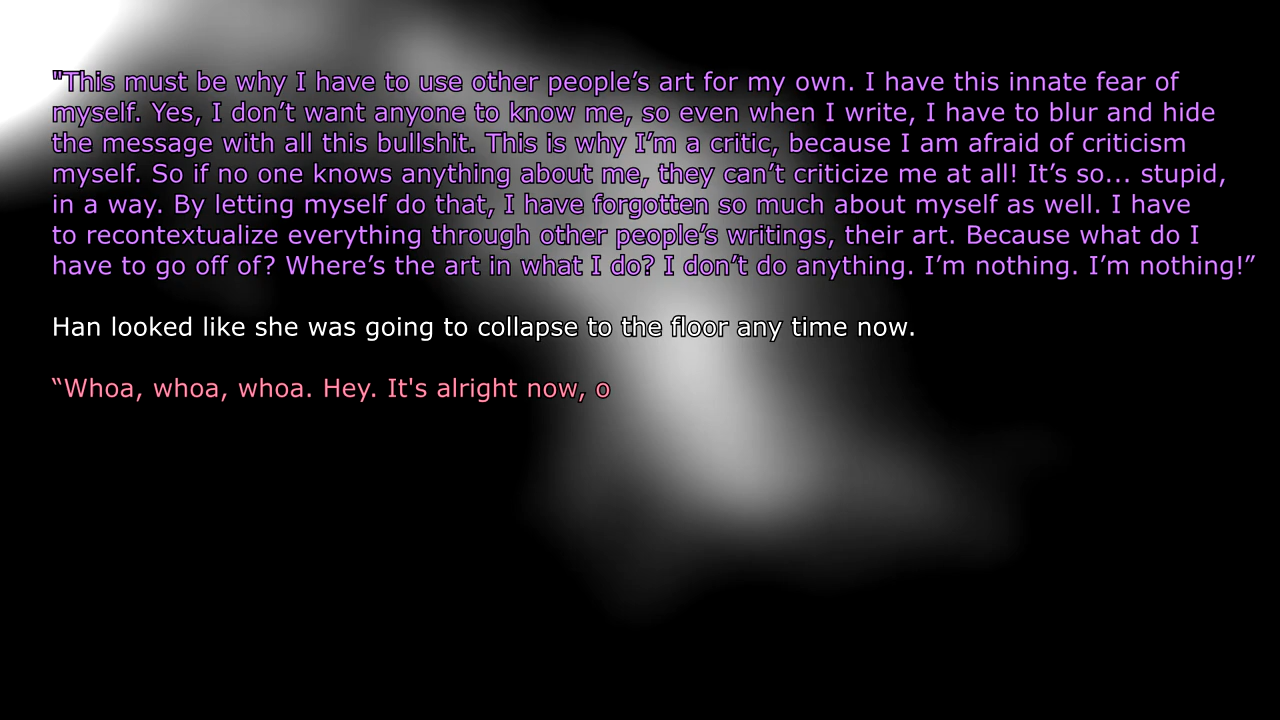 "This must be why I have to use other people’s art for my own. I have this innate fear of
myself. Yes, I don’t want anyone to know me, so even when I write, I have to blur and hide
the message with all this bullshit. This is why I’m a critic, because I am afraid of criticism
myself. So if no one knows anything about me, they can’t criticize me at all! It’s so... stupid,
in a way. By letting myself do that, I have forgotten so much about myself as well. I have
to recontextualize everything through other people’s writings, their art. Because what do I
have to go off of? Where’s the art in what I do? I don’t do anything. I’m nothing. I’m nothing!”
Han looked like she was going to collapse to the floor any time now.
“Whoa, whoa, whoa. Hey. It's alright now, o